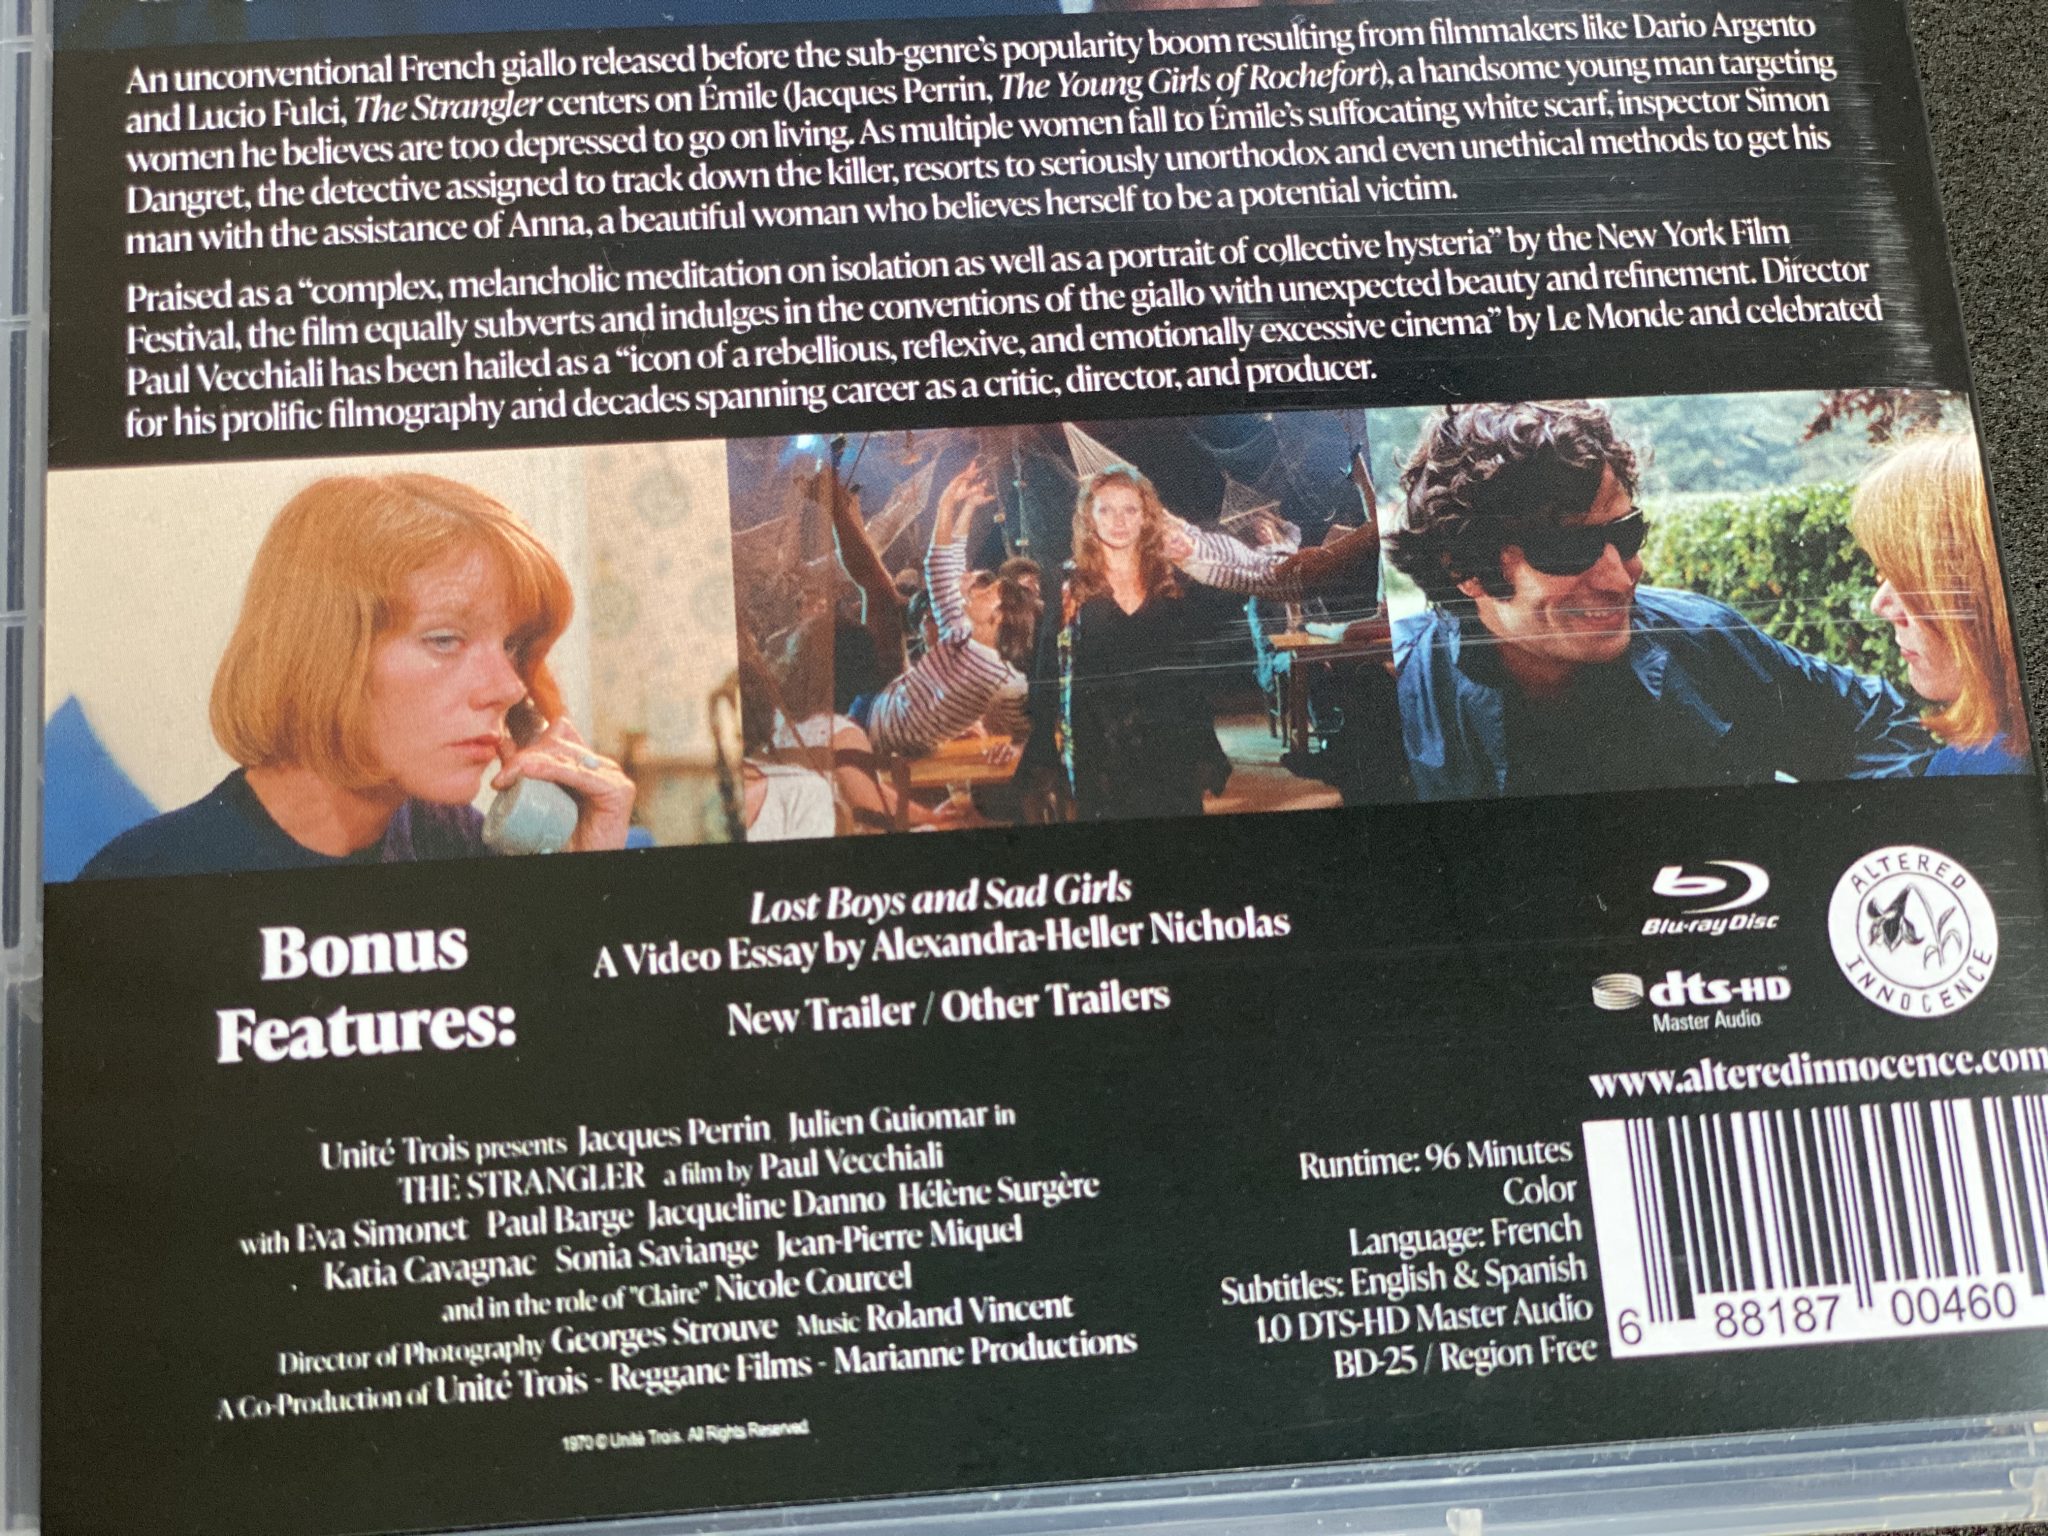 An unconventional French giallo released before the sub-genre's popularity boom resulting from filmmakers like Dario Argento
and Lucio Fulci, The Strangler centers on Émile (Jacques Perrin, The Young Girls of Rochefort), a handsome young man targeting
women he believes are too depressed to go on living. As multiple women fall to Émile's suffocating white scarf, inspector Simon
Dangret, the detective assigned to track down the killer, resorts to seriously unorthodox and even unethical methods to get his
man with the assistance of Anna, a beautiful woman who believes herself to be a potential victim.
Praised as a “complex, melancholic meditation on isolation as well as a portrait of collective hysteria” by the New York Film
Festival, the film equally subverts and indulges in the conventions of the giallo with unexpected beauty and refinement. Director
Paul Vecchiali has been hailed as a “icon of a rebellious, reflexive, and emotionally excessive cinema” by Le Monde and celebrated
for his prolific filmography and decades spanning career as a critic, director, and producer.
Bonus
Features:
Lost Boys and Sad Girls
A Video Essay by Alexandra-Heller Nicholas
New Trailer / Other Trailers
Blu-ray Disc
dts-HD
Master Audio
ALTERED
INNOCENCE
www.alteredinnocence.com
Unité Trois presents Jacques Perrin Julien Guiomar in
THE STRANGLER a film by Paul Vecchiali
with Eva Simonet Paul Barge Jacqueline Danno Hélène Surgère
Katia Cavagnac Sonia Saviange Jean-Pierre Miquel
and in the role of "Claire" Nicole Courcel
Director of Photography Georges Strouve Music Roland Vincent
A Co-Production of Unité Trois - Reggane Films - Marianne Productions
1970 © Unité Trois. All Rights Reserved.
Runtime: 96 Minutes
Color
Language: French
Subtitles: English & Spanish
1.0 DTS-HD Master Audio
BD-25 / Region Free
6 88187 00460